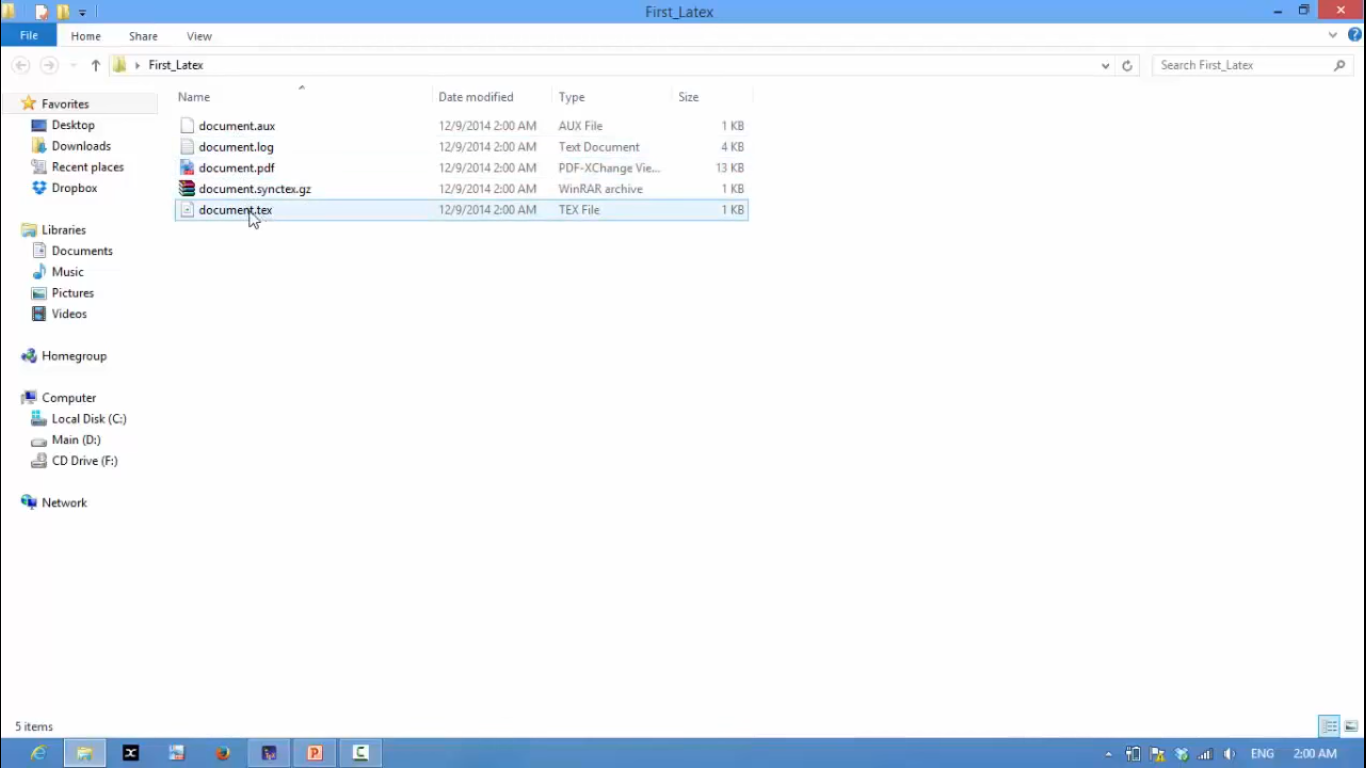 First_Latex
File Home Share View
First_Latex
Search First_Latex
Name Date modified Type Size
Favorites
Desktop
Downloads
Recent places
Dropbox
Libraries
Documents
Music
Pictures
Videos
Homegroup
Computer
Local Disk (C:)
Main (D:)
CD Drive (F:)
Network
document.aux 12/9/2014 2:00 AM AUX File 1 KB
document.log 12/9/2014 2:00 AM Text Document 4 KB
document.pdf 12/9/2014 2:00 AM PDF-XChange Vie... 13 KB
document.synctex.gz 12/9/2014 2:00 AM WinRAR archive 1 KB
document.tex 12/9/2014 2:00 AM TEX File 1 KB
5 items
ENG 2:00 AM